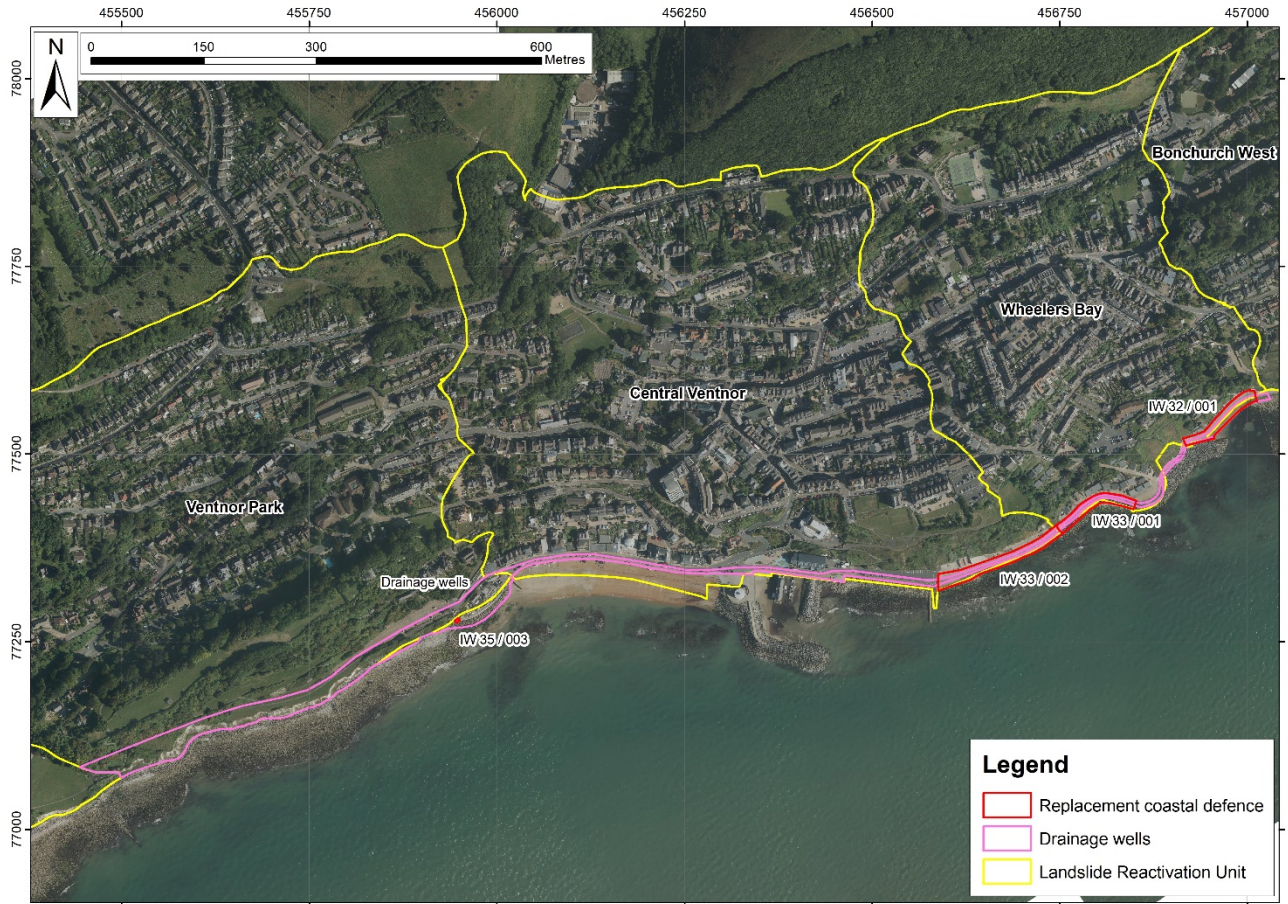 455500 455750 456000 456250 456500 456750 457000
N
0 150 300 600
Metres
78000
77750
77500
77250
77000
Bonchurch West
Wheelers Bay
Central Ventnor
IW 32 / 001
Ventnor Park
IW 33 / 001
Drainage wells
IW 33 / 002
IW 35 / 003
Legend
Replacement coastal defence
Drainage wells
Landslide Reactivation Unit